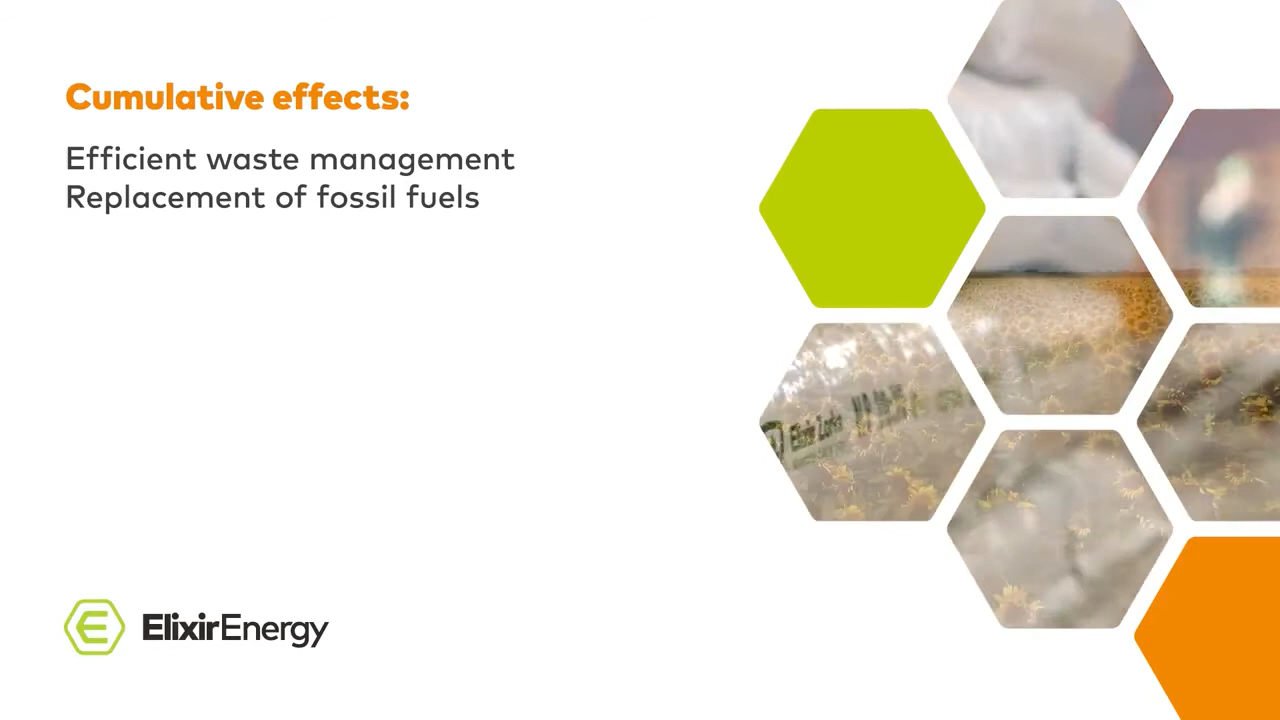 Cumulative effects:
Efficient waste management
Replacement of fossil fuels
ElixirEnergy